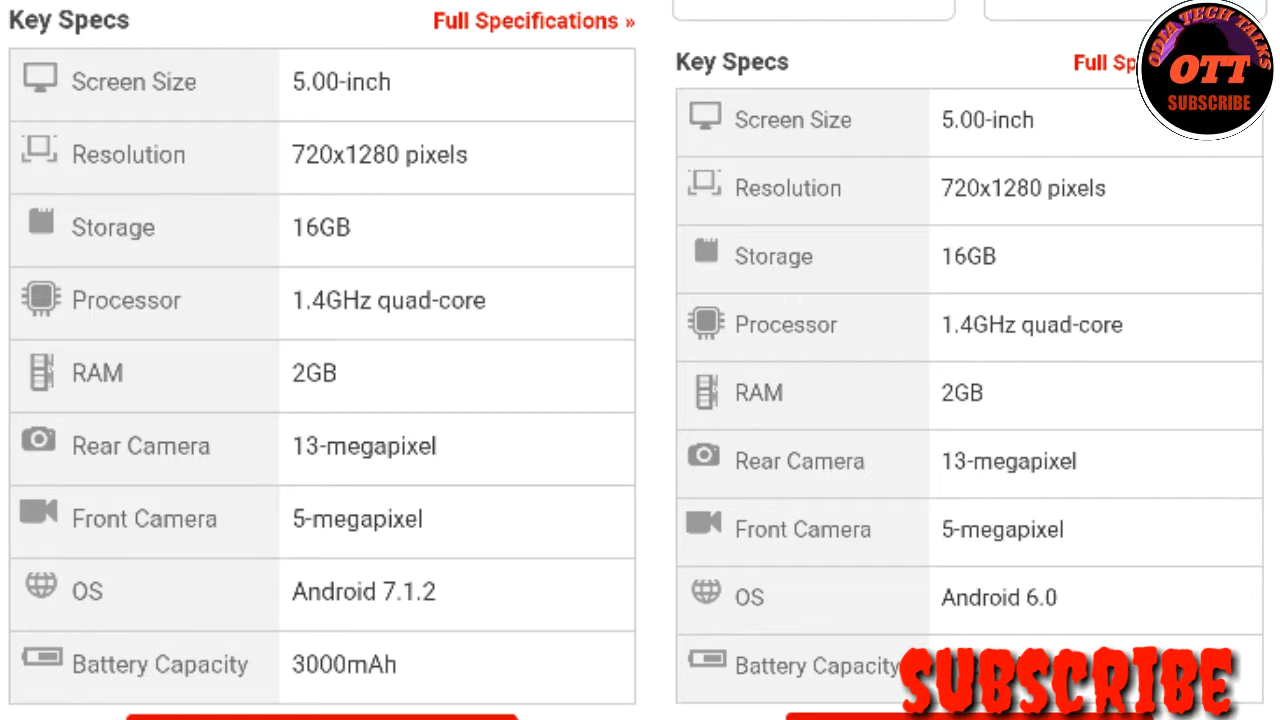 Key Specs Full Specifications »
Screen Size 5.00-inch
Resolution 720x1280 pixels
Storage 16GB
Processor 1.4GHz quad-core
RAM 2GB
Rear Camera 13-megapixel
Front Camera 5-megapixel
OS Android 7.1.2
Battery Capacity 3000mAh
Key Specs Full
Screen Size 5.00-inch
Resolution 720x1280 pixels
Storage 16GB
Processor 1.4GHz quad-core
RAM 2GB
Rear Camera 13-megapixel
Front Camera 5-megapixel
OS Android 6.0
Battery Capacity
ODIA TECH TALKS
OTT
SUBSCRIBE
SUBSCRIBE